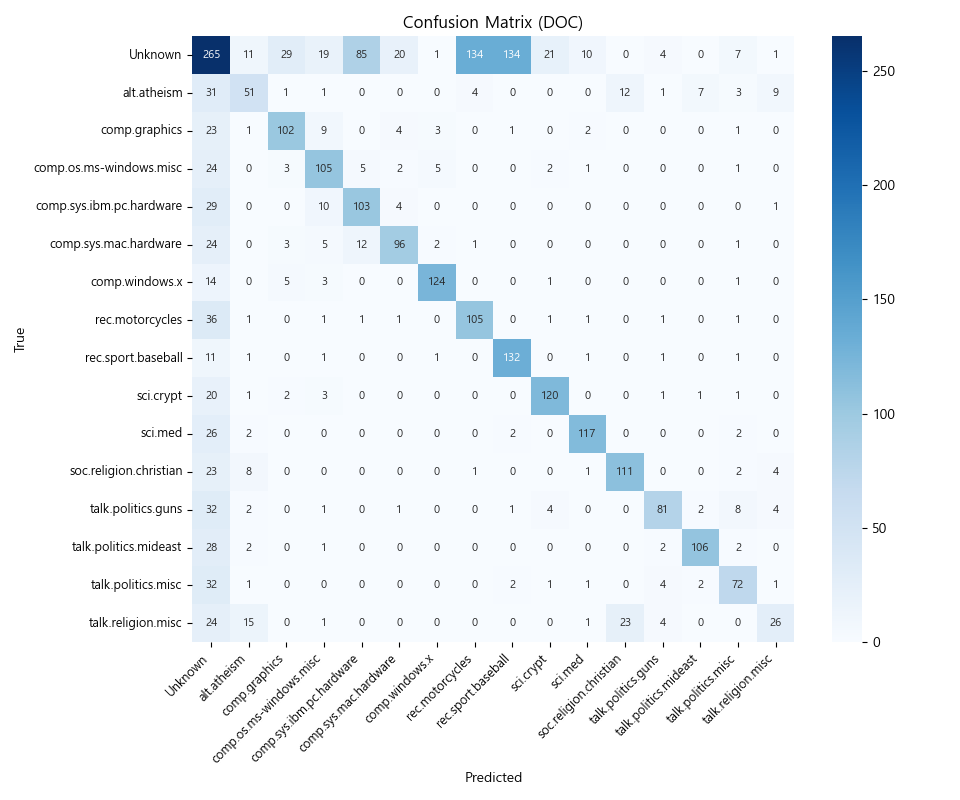 Confusion Matrix (DOC)
Unknown 265 11 29 19 85 20 1 134 134 21 10 0 4 0 7 1
alt.atheism 31 51 1 1 0 0 0 4 0 0 0 12 1 7 3 9
comp.graphics 23 1 102 9 0 4 3 0 1 0 2 0 0 0 1 0
comp.os.ms-windows.misc 24 0 3 105 5 2 5 0 0 2 1 0 0 0 1 0
comp.sys.ibm.pc.hardware 29 0 0 10 103 4 0 0 0 0 0 0 0 0 0 1
comp.sys.mac.hardware 24 0 3 5 12 96 2 1 0 0 0 0 0 0 1 0
comp.windows.x 14 0 5 3 0 0 124 0 0 1 0 0 0 0 1 0
rec.motorcycles 36 1 0 1 1 1 0 105 0 1 1 0 1 0 1 0
rec.sport.baseball 11 1 0 1 0 0 1 0 132 0 1 0 1 0 1 0
sci.crypt 20 1 2 3 0 0 0 0 0 120 0 0 1 1 1 0
sci.med 26 2 0 0 0 0 0 0 2 0 117 0 0 0 2 0
soc.religion.christian 23 8 0 0 0 0 0 1 0 0 1 111 0 0 2 4
talk.politics.guns 32 2 0 1 0 1 0 0 1 4 0 0 81 2 8 4
talk.politics.mideast 28 2 0 1 0 0 0 0 0 0 0 0 2 106 2 0
talk.politics.misc 32 1 0 0 0 0 0 0 2 1 1 0 4 2 72 1
talk.religion.misc 24 15 0 1 0 0 0 0 0 0 1 23 4 0 0 26
True
Unknown
alt.atheism
comp.graphics
comp.os.ms-windows.misc
comp.sys.ibm.pc.hardware
comp.sys.mac.hardware
comp.windows.x
rec.motorcycles
rec.sport.baseball
sci.crypt
sci.med
soc.religion.christian
talk.politics.guns
talk.politics.mideast
talk.politics.misc
talk.religion.misc
Predicted
250
200
150
100
50
0